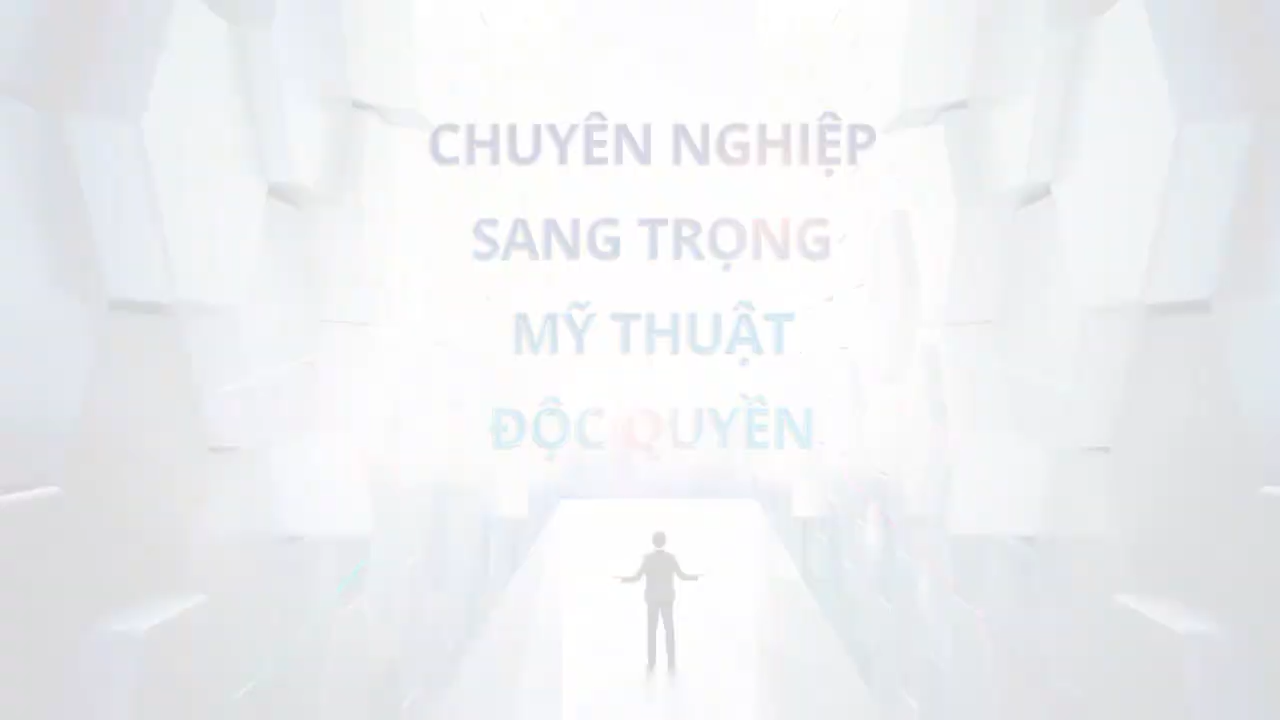 CHUYÊN NGHIỆP
SANG TRỌNG
MỸ THUẬT
ĐỘC QUYỀN